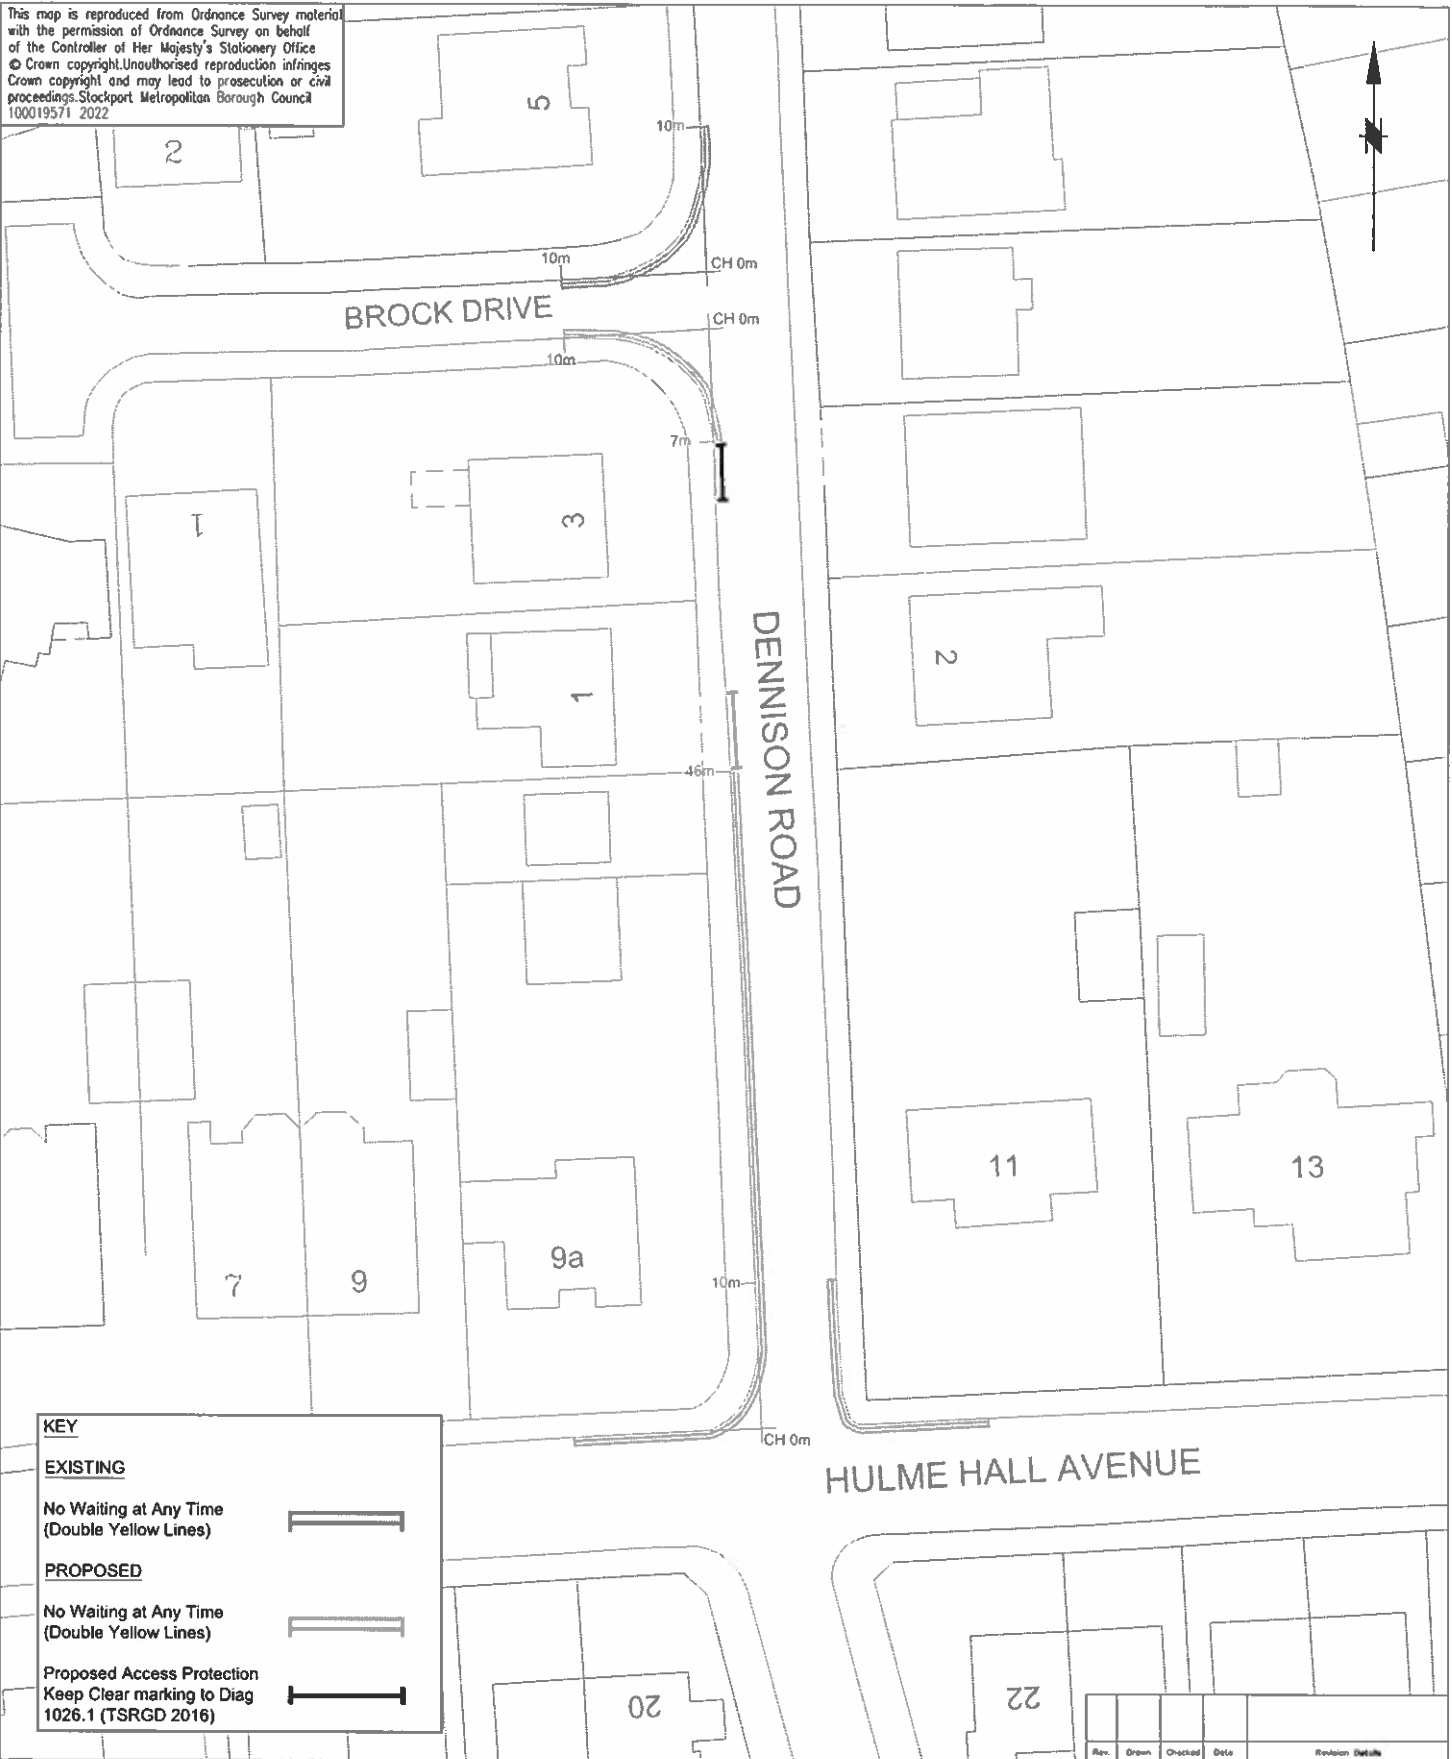 This map is reproduced from Ordnance Survey material
with the permission of Ordnance Survey on behalf
of the Controller of Her Majesty's Stationery Office
© Crown copyright.Unauthorised reproduction infringes
Crown copyright and may lead to prosecution or civil
proceedings.Stockport Metropolitan Borough Council
100019571 2022
5
2
10m
10m
CH 0m
BROCK DRIVE
CH 0m
10m
7m
1
3
DENNISON ROAD
2
1
46m
11
13
9a
7
9
10m
CH 0m
HULME HALL AVENUE
KEY
EXISTING
No Waiting at Any Time
(Double Yellow Lines)
PROPOSED
No Waiting at Any Time
(Double Yellow Lines)
Proposed Access Protection
Keep Clear marking to Diag
1026.1 (TSRGD 2016)
20
22
Rev. Drawn Checked Date Revision Details